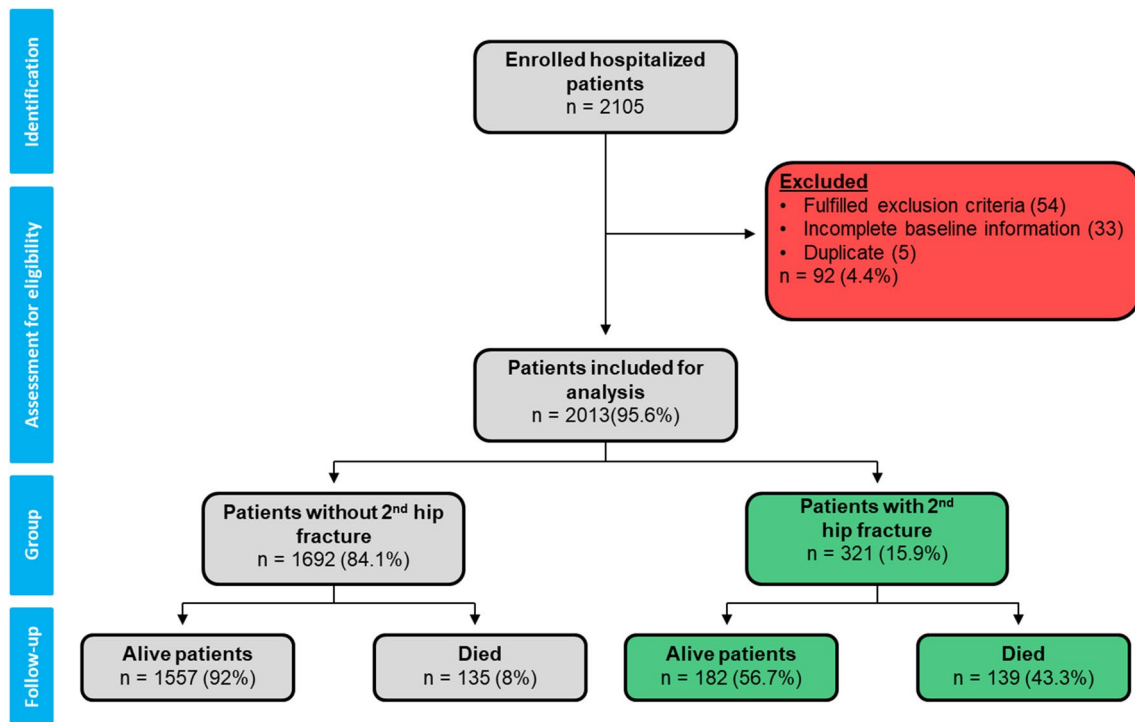 Identification
Enrolled hospitalized
patients
n = 2105
Assessment for eligibility
Excluded
• Fulfilled exclusion criteria (54)
• Incomplete baseline information (33)
• Duplicate (5)
n = 92 (4.4%)
Patients included for
analysis
n = 2013(95.6%)
Group
Patients without 2nd hip
fracture
n = 1692 (84.1%)
Patients with 2nd
hip fracture
n = 321 (15.9%)
Follow-up
Alive patients
n = 1557 (92%)
Died
n = 135 (8%)
Alive patients
n = 182 (56.7%)
Died
n = 139 (43.3%)